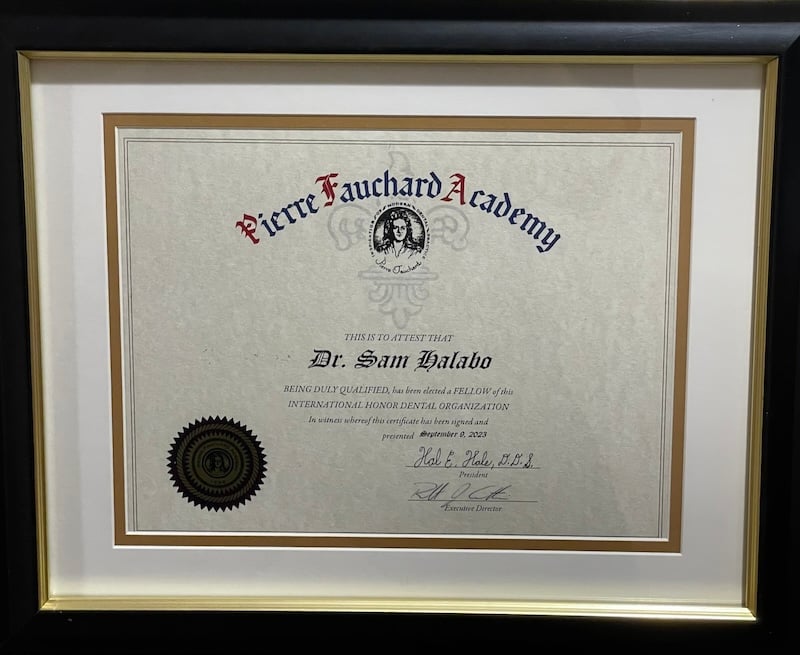 Pierre Fauchard Academy
Pierre Fauchard
THIS IS TO ATTEST THAT
Dr. Sam Halabo
BEING DULY QUALIFIED, has been elected a FELLOW of this
INTERNATIONAL HONOR DENTAL ORGANIZATION
In witness whereof this certificate has been signed and
presented September 9, 2023
Hal E. Hale, D.D.S.
President
Executive Director